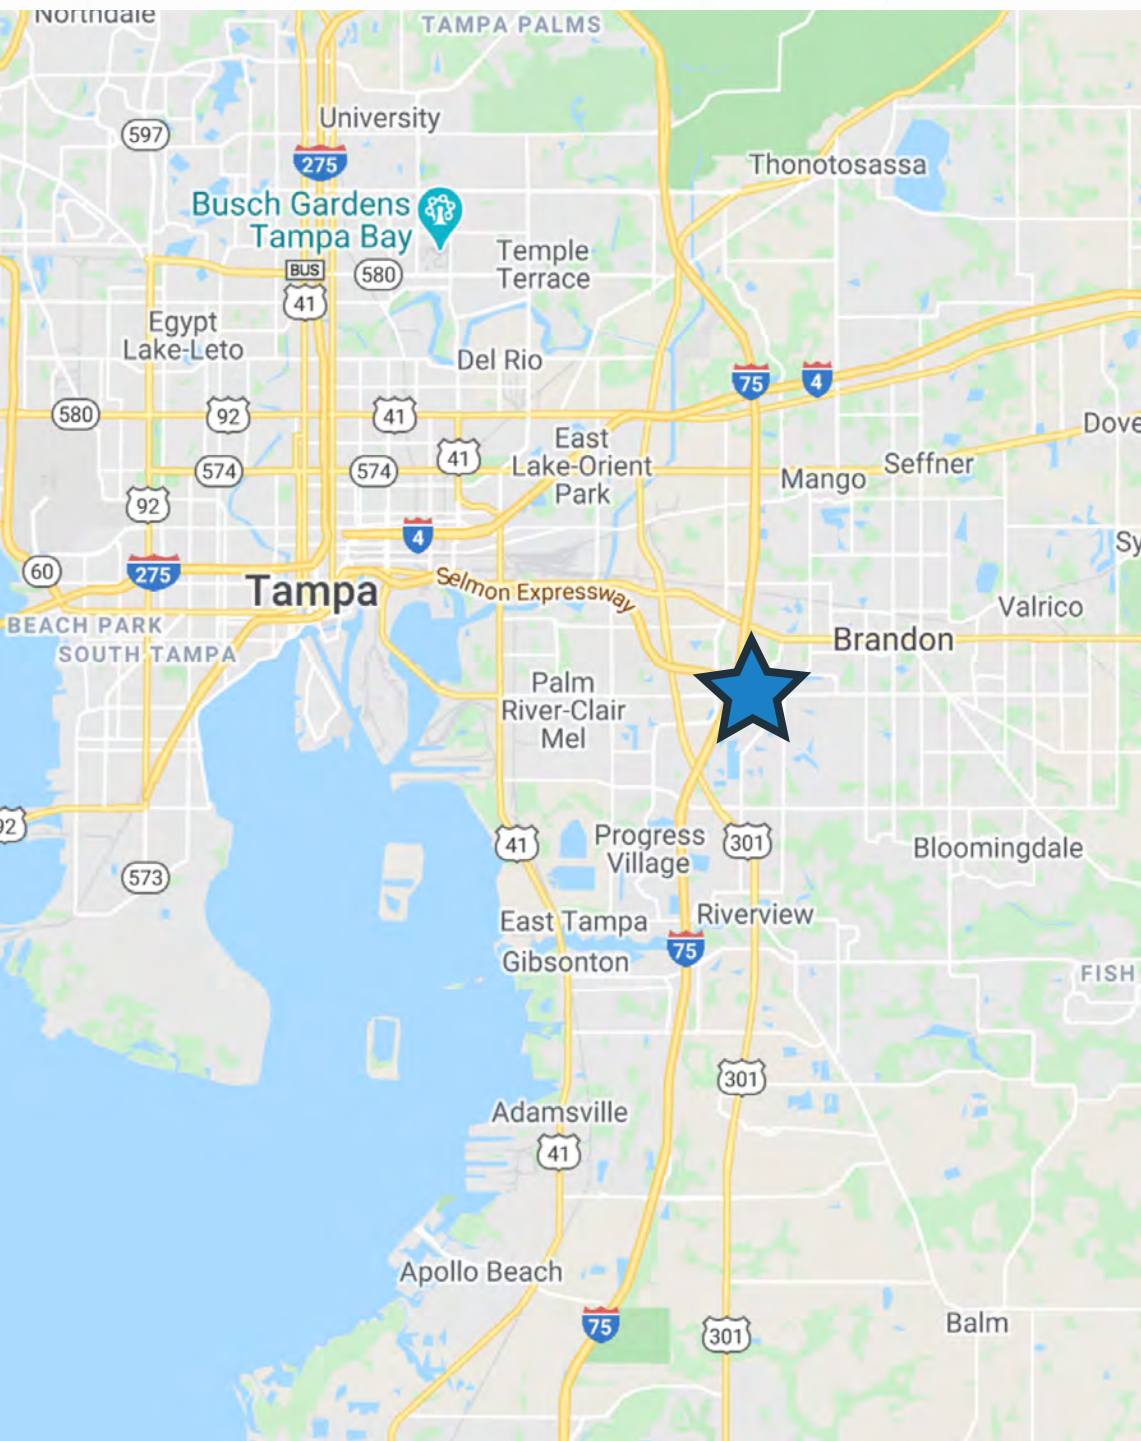 Northdale
TAMPA PALMS
University
597
275
Thonotosassa
Busch Gardens
Tampa Bay
Temple
Terrace
BUS
41
580
Egypt
Lake-Leto
Del Rio
75
4
580
92
41
Dove
East
Lake-Orient
Park
41
574
574
Mango
Seffner
92
4
Sy
60
275
Tampa
Selmon Expressway
Valrico
BEACH PARK
SOUTH TAMPA
Brandon
Palm
River-Clair
Mel
92
41
Progress
Village
301
Bloomingdale
573
East Tampa
Riverview
75
Gibsonton
FISH
301
Adamsville
41
Apollo Beach
75
301
Balm